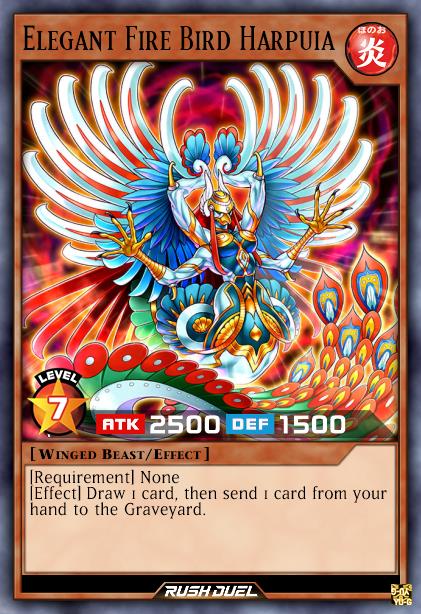 ELEGANT FIRE BIRD HARPUIA
ほのお
炎
LEVEL
7
ATK 2500 DEF 1500
[WINGED BEAST/EFFECT]
[Requirement] None
[Effect] Draw 1 card, then send 1 card from your
hand to the Graveyard.
RUSH DUEL